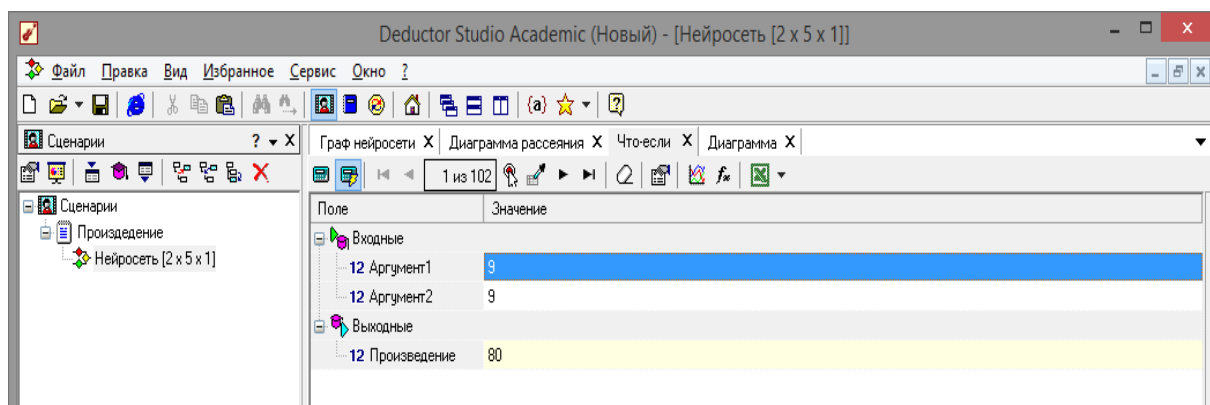 Deductor Studio Academic (Новый) - [Нейросеть [2 x 5 x 1]]
Файл Правка Вид Избранное Сервис Окно ?
Сценарии ? X
Граф нейросети X Диаграмма рассеяния X Что-если X Диаграмма X
1 из 102
Сценарии
Произдедение
Нейросеть [2 x 5 x 1]
Поле Значение
Входные
12 Аргумент1 9
12 Аргумент2 9
Выходные
12 Произведение 80